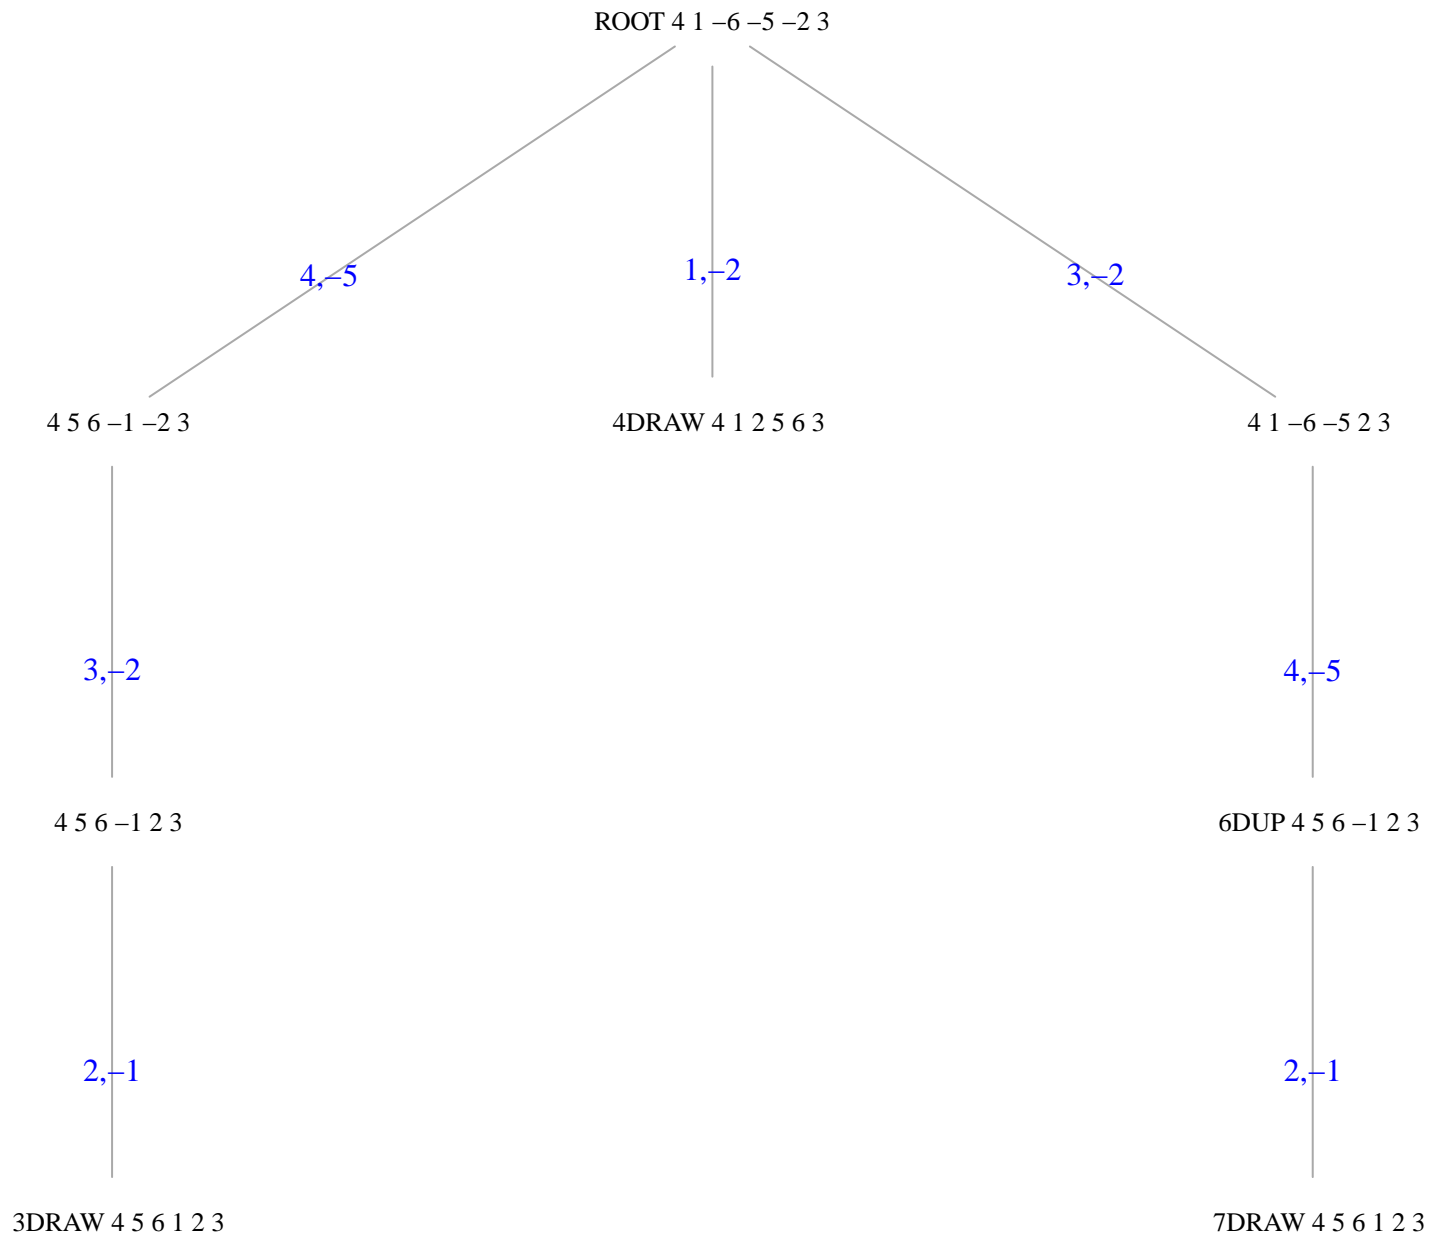 ROOT 4 1 –6 –5 –2 3
4,–5
1,–2
3,–2
4 5 6 –1 –2 3
4DRAW 4 1 2 5 6 3
4 1 –6 –5 2 3
3,–2
4,–5
4 5 6 –1 2 3
6DUP 4 5 6 –1 2 3
2,–1
2,–1
3DRAW 4 5 6 1 2 3
7DRAW 4 5 6 1 2 3